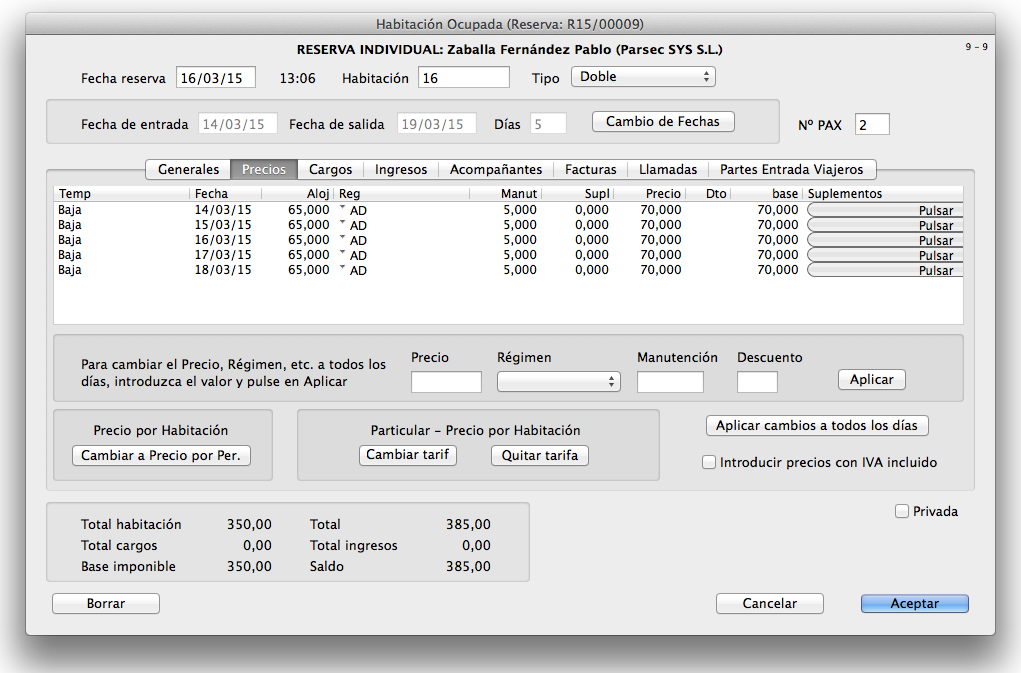 Habitación Ocupada (Reserva: R15/00009)
RESERVA INDIVIDUAL: Zaballa Fernández Pablo (Parsec SYS S.L.) 9 - 9
Fecha reserva 16/03/15 13:06 Habitación 16 Tipo Doble
Fecha de entrada 14/03/15 Fecha de salida 19/03/15 Días 5 Cambio de Fechas Nº PAX 2
Generales Precios Cargos Ingresos Acompañantes Facturas Llamadas Partes Entrada Viajeros
Temp Fecha Aloj Reg Manut Supl Precio Dto base Suplementos
Baja 14/03/15 65,000 AD 5,000 0,000 70,000 70,000 Pulsar
Baja 15/03/15 65,000 AD 5,000 0,000 70,000 70,000 Pulsar
Baja 16/03/15 65,000 AD 5,000 0,000 70,000 70,000 Pulsar
Baja 17/03/15 65,000 AD 5,000 0,000 70,000 70,000 Pulsar
Baja 18/03/15 65,000 AD 5,000 0,000 70,000 70,000 Pulsar
Precio Régimen Manutención Descuento
Para cambiar el Precio, Régimen, etc. a todos los
días, introduzca el valor y pulse en Aplicar
Aplicar
Precio por Habitación
Cambiar a Precio por Per.
Particular - Precio por Habitación
Cambiar tarif Quitar tarifa
Aplicar cambios a todos los días
Introducir precios con IVA incluido
Privada
Total habitación 350,00 Total 385,00
Total cargos 0,00 Total ingresos 0,00
Base imponible 350,00 Saldo 385,00
Borrar Cancelar Aceptar